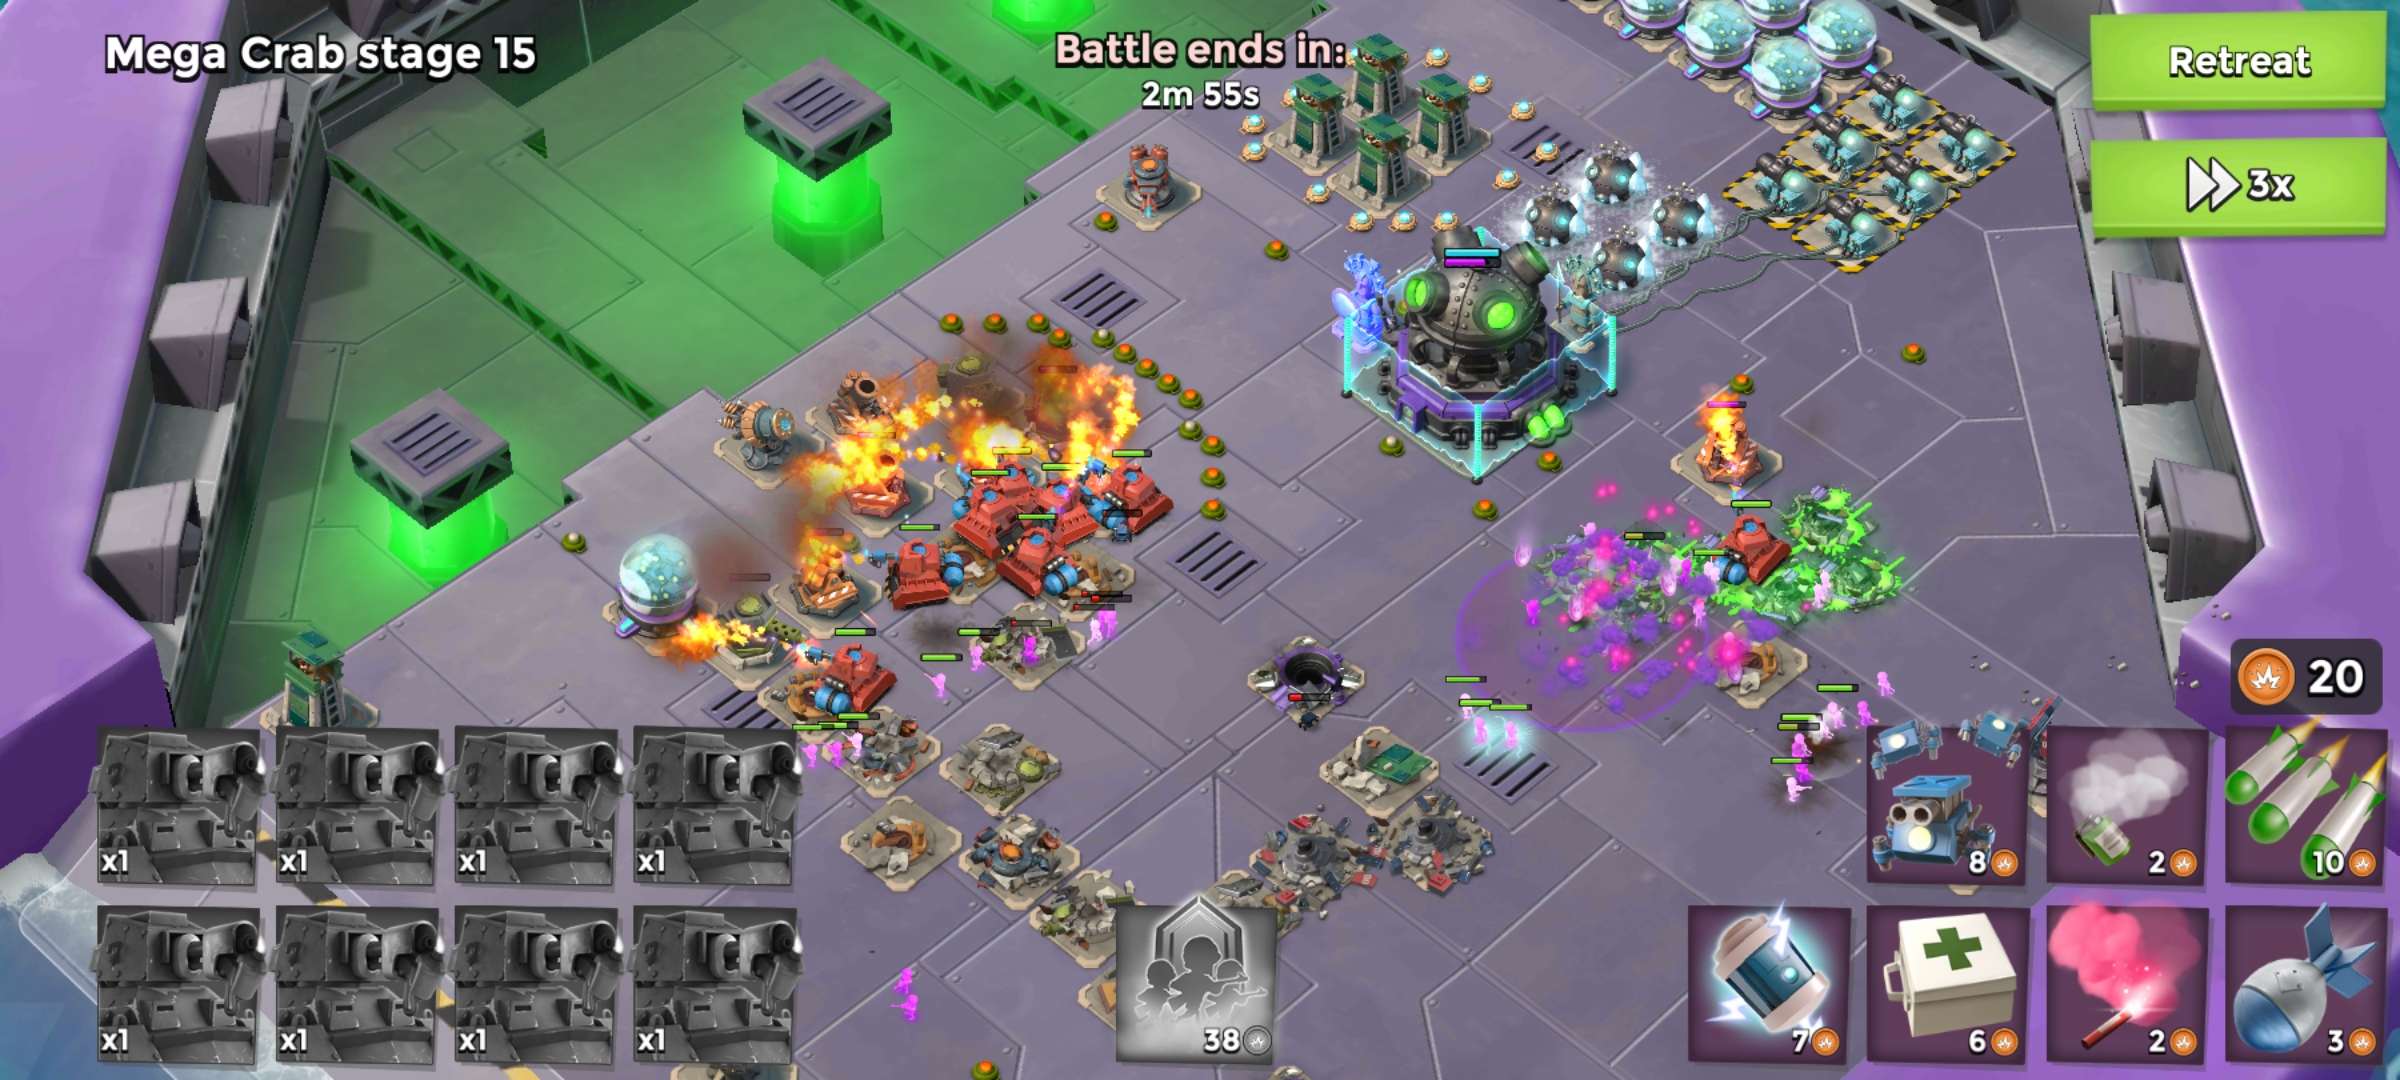 Mega Crab stage 15
Battle ends in:
2m 55s
Retreat
3x
20
x1
x1
x1
x1
8
2
10
x1
x1
x1
x1
38
7
6
2
3